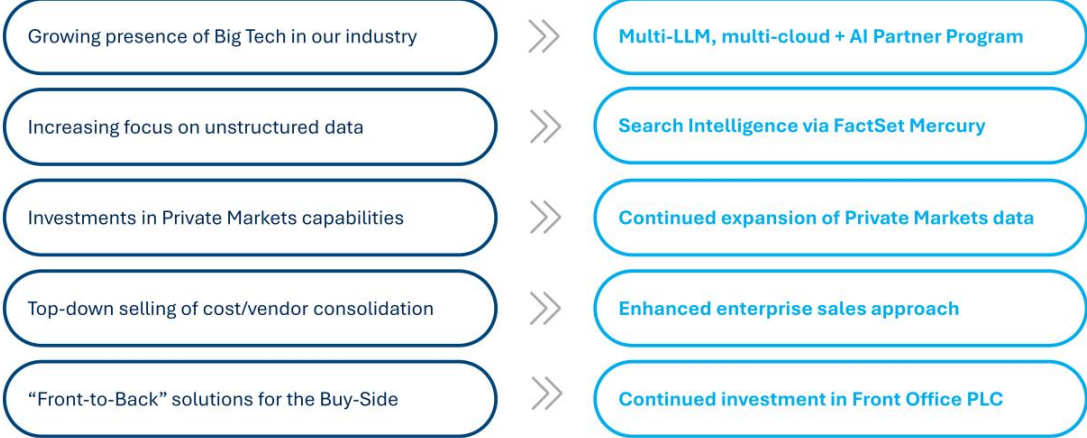 Growing presence of Big Tech in our industry
Multi-LLM, multi-cloud + AI Partner Program
Increasing focus on unstructured data
Search Intelligence via FactSet Mercury
Investments in Private Markets capabilities
Continued expansion of Private Markets data
Top-down selling of cost/vendor consolidation
Enhanced enterprise sales approach
“Front-to-Back” solutions for the Buy-Side
Continued investment in Front Office PLC